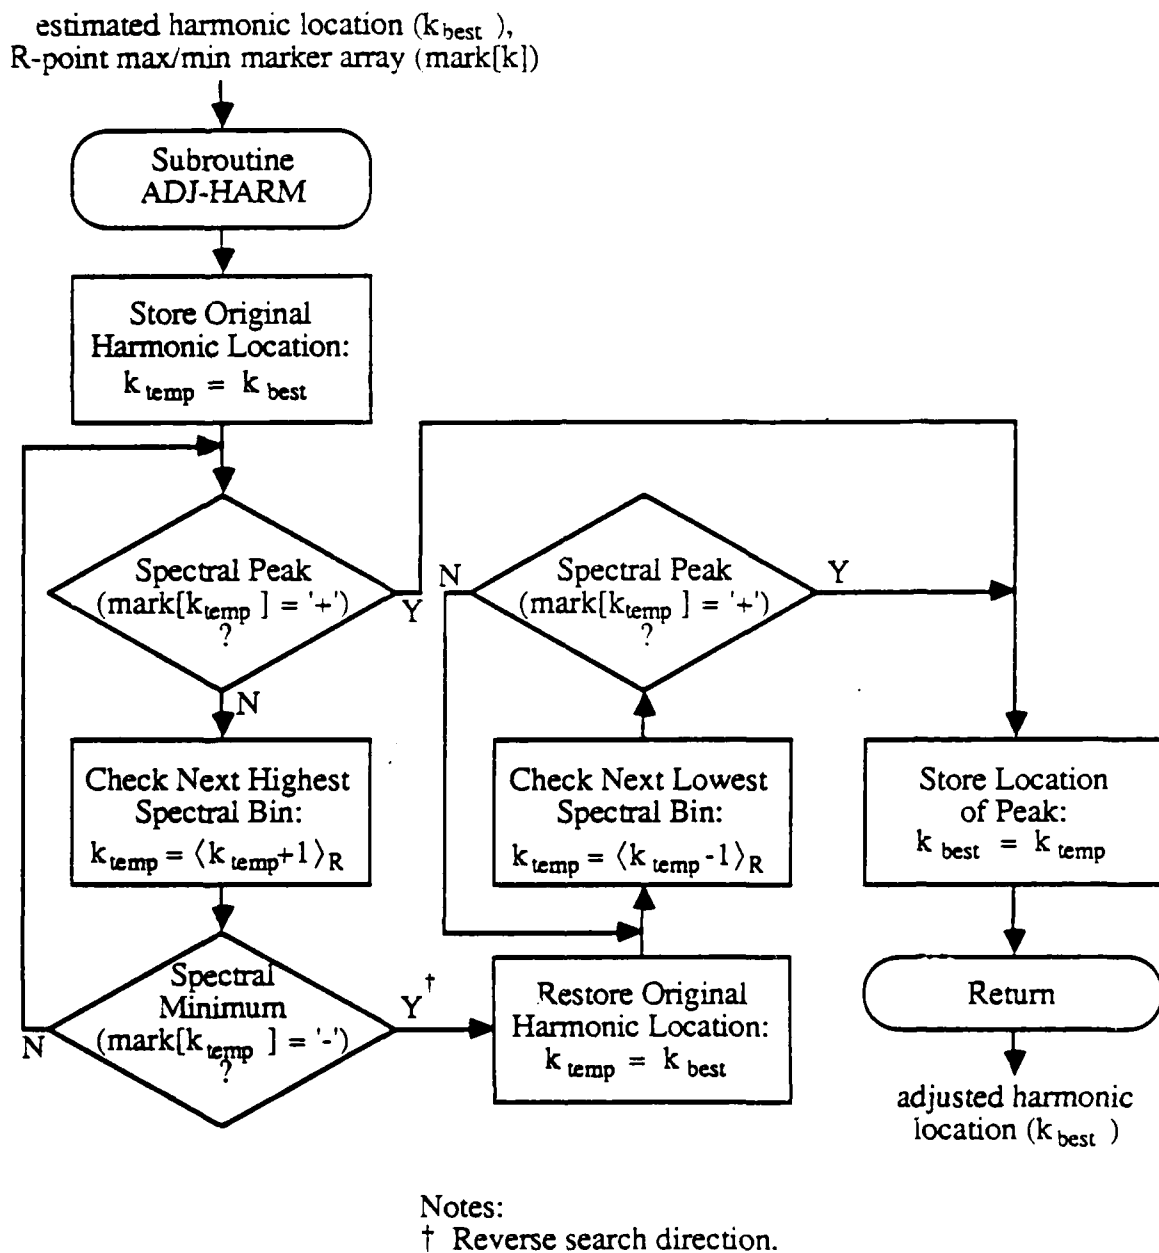 estimated harmonic location (k_best ),
R-point max/min marker array (mark[k])
Subroutine
ADJ-HARM
Store Original
Harmonic Location:
k_temp = k_best
Spectral Peak
(mark[k_temp ] = '+')
?
Y
N
Check Next Highest
Spectral Bin:
k_temp = ⟨k_temp+1⟩_R
Spectral
Minimum
(mark[k_temp ] = '-')
?
N
Y†
Restore Original
Harmonic Location:
k_temp = k_best
Check Next Lowest
Spectral Bin:
k_temp = ⟨k_temp-1⟩_R
Spectral Peak
(mark[k_temp ] = '+')
?
N
Y
Store Location
of Peak:
k_best = k_temp
Return
adjusted harmonic
location (k_best )
Notes:
† Reverse search direction.